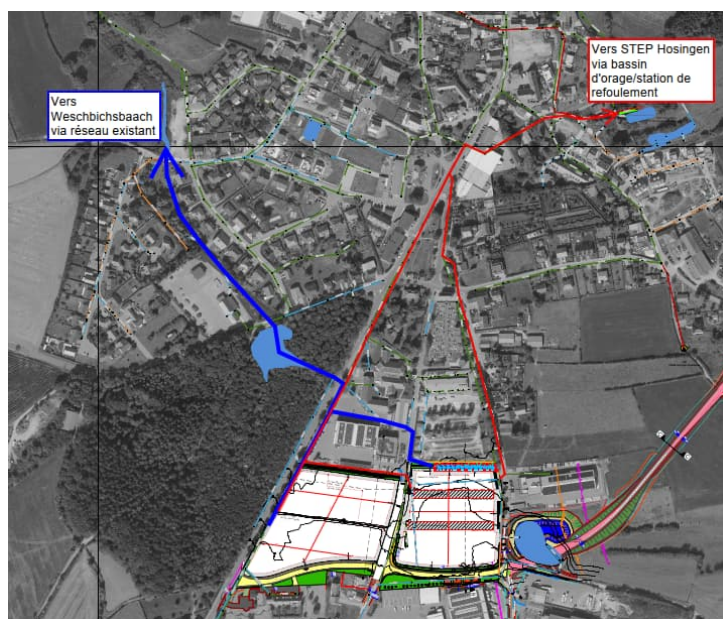 Vers
Weschbichsbaach
via réseau existant
Vers STEP Hosingen
via bassin
d'orage/station de
refoulement